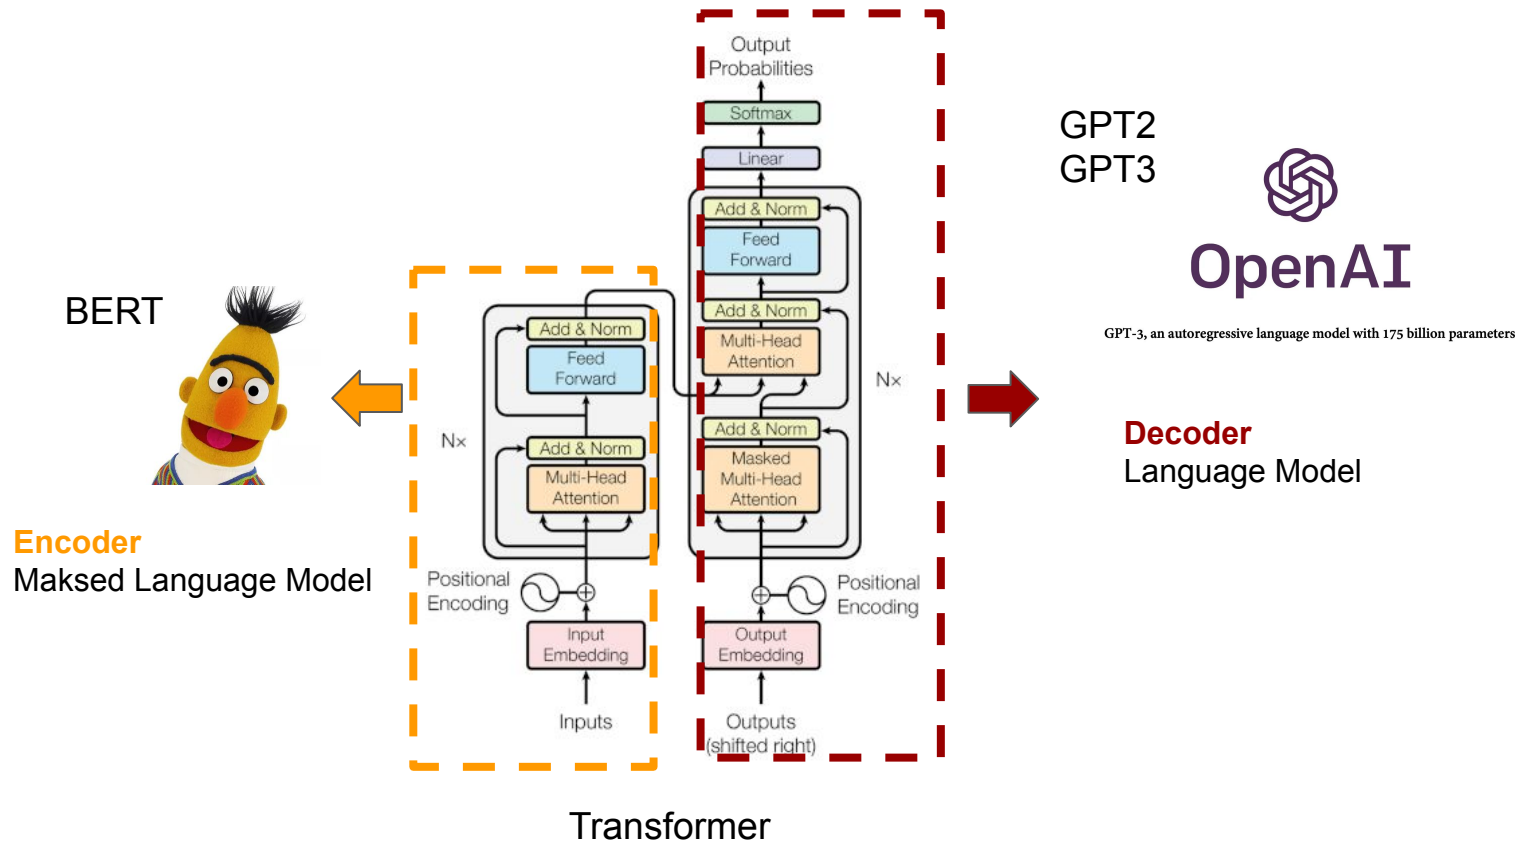 BERT
Encoder
Maksed Language Model
Output
Probabilities
Softmax
Linear
Add & Norm
Feed
Forward
Add & Norm
Multi-Head
Attention
Add & Norm
Masked
Multi-Head
Attention
Nx
Positional
Encoding
Output
Embedding
Outputs
(shifted right)
Add & Norm
Feed
Forward
Add & Norm
Multi-Head
Attention
Nx
Positional
Encoding
Input
Embedding
Inputs
Transformer
GPT2
GPT3
OpenAI
GPT-3, an autoregressive language model with 175 billion parameters
Decoder
Language Model